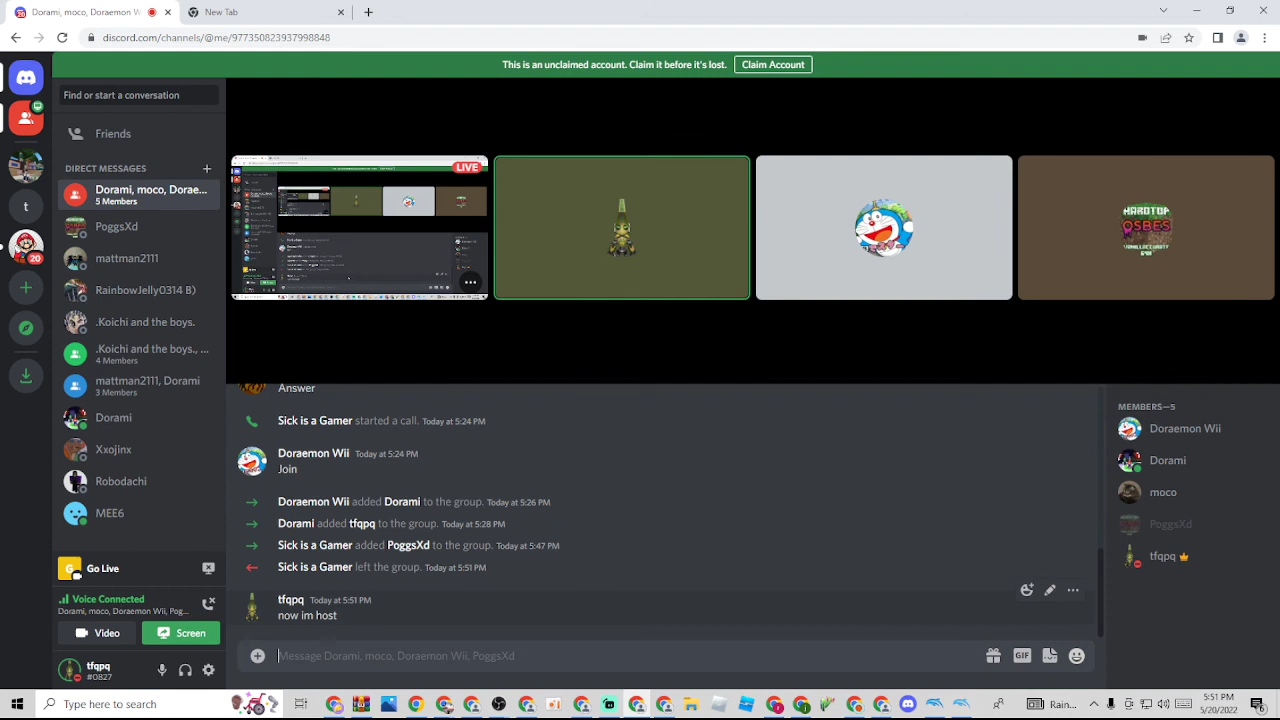 Dorami, moco, Doraemon W
New Tab
discord.com/channels/@me/977350823937998848
This is an unclaimed account. Claim it before it's lost.
Claim Account
Find or start a conversation
Friends
DIRECT MESSAGES
Dorami, moco, Dorae...
5 Members
PoggsXd
mattman2111
RainbowJelly0314 B)
.Koichi and the boys.
.Koichi and the boys., ...
4 Members
mattman2111, Dorami
3 Members
Dorami
Xxojinx
Robodachi
MEE6
t
20
LIVE
HARDTOP
Answer
Sick is a Gamer started a call. Today at 5:24 PM
Doraemon Wii Today at 5:24 PM
Join
Doraemon Wii added Dorami to the group. Today at 5:26 PM
Dorami added tfqpq to the group. Today at 5:28 PM
Sick is a Gamer added PoggsXd to the group. Today at 5:47 PM
Sick is a Gamer left the group. Today at 5:51 PM
tfqpq Today at 5:51 PM
now im host
Message Dorami, moco, Doraemon Wii, PoggsXd
GIF
MEMBERS—5
Doraemon Wii
Dorami
moco
PoggsXd
tfqpq
Go Live
Voice Connected
Dorami, moco, Doraemon Wii, Pog...
Video
Screen
tfqpq
#0827
Type here to search
Rain...
5:51 PM
5/20/2022